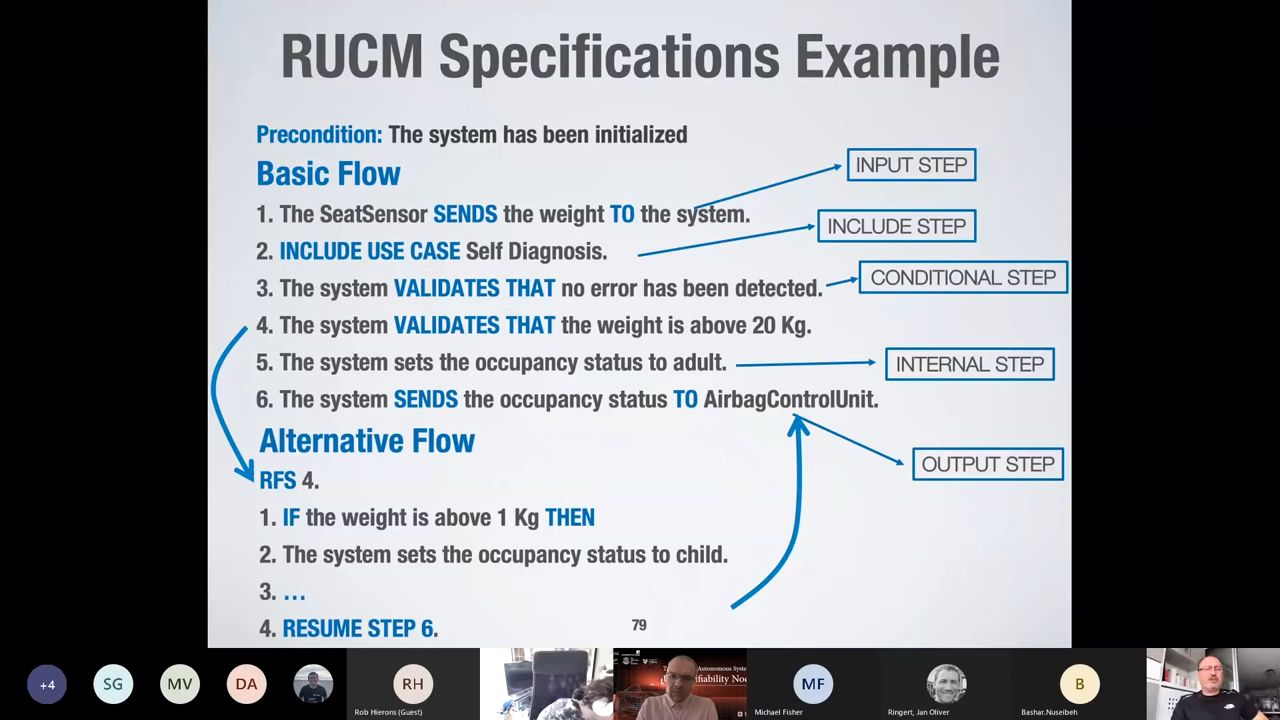 RUCM Specifications Example
Precondition: The system has been initialized
Basic Flow
INPUT STEP
1. The SeatSensor SENDS the weight TO the system.
INCLUDE STEP
2. INCLUDE USE CASE Self Diagnosis.
CONDITIONAL STEP
3. The system VALIDATES THAT no error has been detected.
4. The system VALIDATES THAT the weight is above 20 Kg.
5. The system sets the occupancy status to adult.
INTERNAL STEP
6. The system SENDS the occupancy status TO AirbagControlUnit.
Alternative Flow
OUTPUT STEP
RFS 4.
1. IF the weight is above 1 Kg THEN
2. The system sets the occupancy status to child.
3. …
4. RESUME STEP 6.
79
+4
SG
MV
DA
RH
Rob Hierons (Guest)
Autonomous Syste
MF
Michael Fisher
Ringert, Jan Oliver
B
Bashar.Nuseibeh